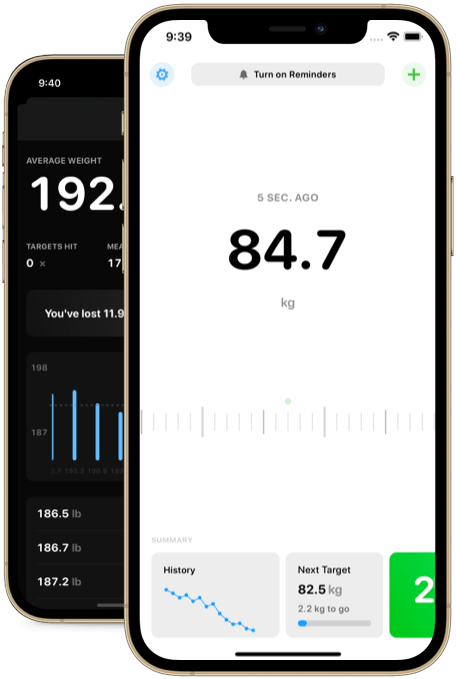 9:40
AVERAGE WEIGHT
192.
TARGETS HIT
0 ×
17
You've lost 11.9
198
187
186.5 lb
186.7 lb
187.2 lb
9:39
Turn on Reminders
5 SEC. AGO
84.7
kg
SUMMARY
History
Next Target
82.5 kg
2.2 kg to go
2